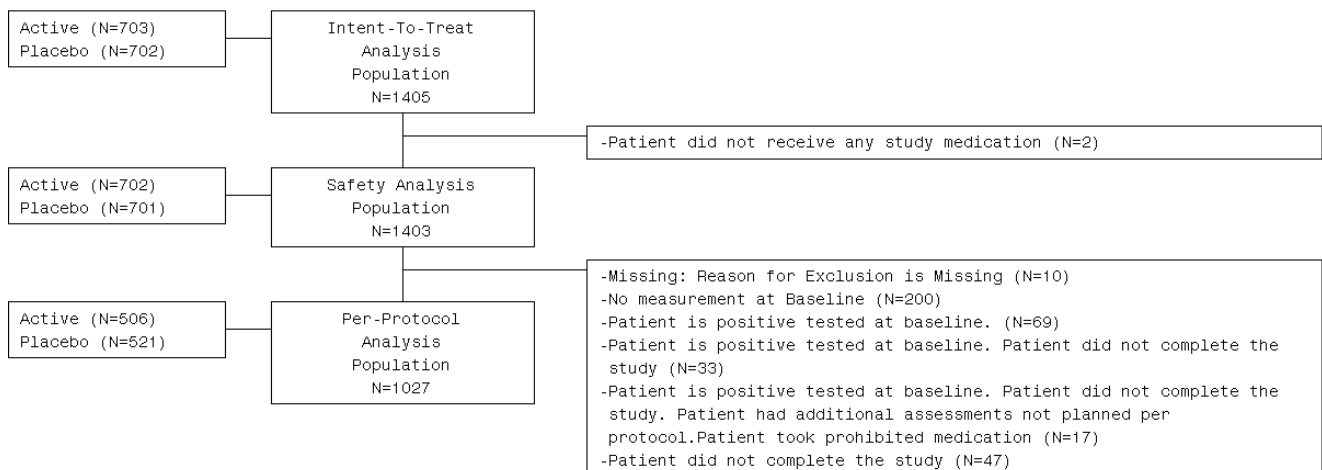 Active (N=703)
Placebo (N=702)
Intent-To-Treat
Analysis
Population
N=1405
-Patient did not receive any study medication (N=2)
Active (N=702)
Placebo (N=701)
Safety Analysis
Population
N=1403
-Missing: Reason for Exclusion is Missing (N=10)
-No measurement at Baseline (N=200)
-Patient is positive tested at baseline. (N=69)
-Patient is positive tested at baseline. Patient did not complete the
study (N=33)
-Patient is positive tested at baseline. Patient did not complete the
study. Patient had additional assessments not planned per
protocol.Patient took prohibited medication (N=17)
-Patient did not complete the study (N=47)
Active (N=506)
Placebo (N=521)
Per-Protocol
Analysis
Population
N=1027